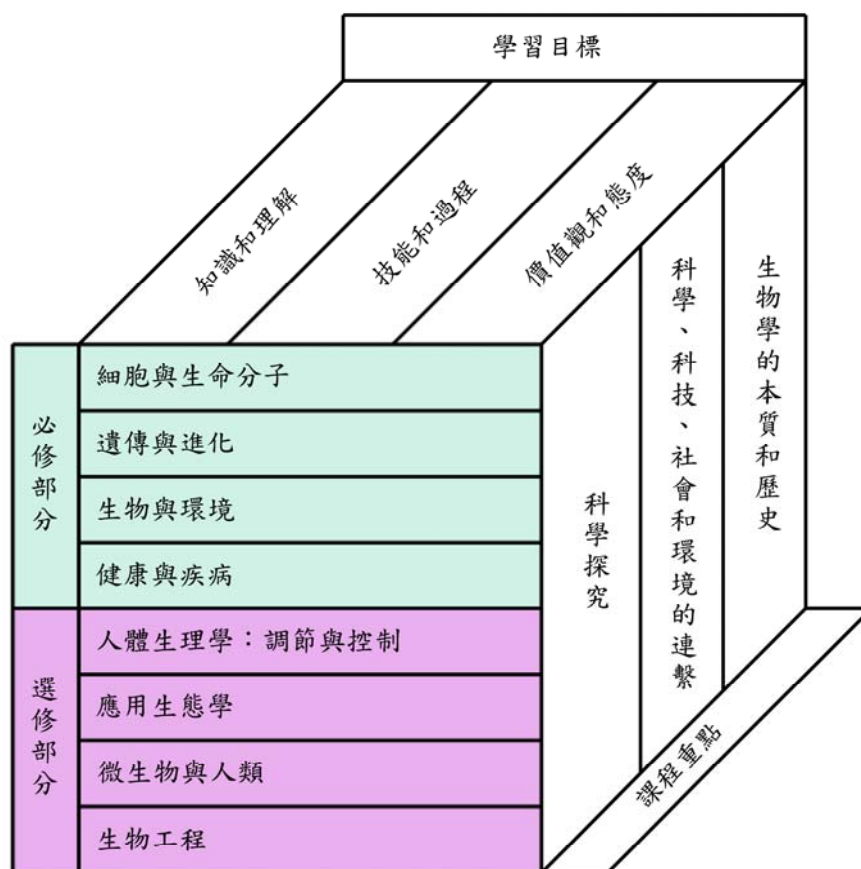 學習目標
知識和理解
技能和過程
價值觀和態度
必修部分
細胞與生命分子
遺傳與進化
生物與環境
健康與疾病
選修部分
人體生理學：調節與控制
應用生態學
微生物與人類
生物工程
科學探究
科學、科技、社會和環境的連繫
生物學的本質和歷史
課程重點